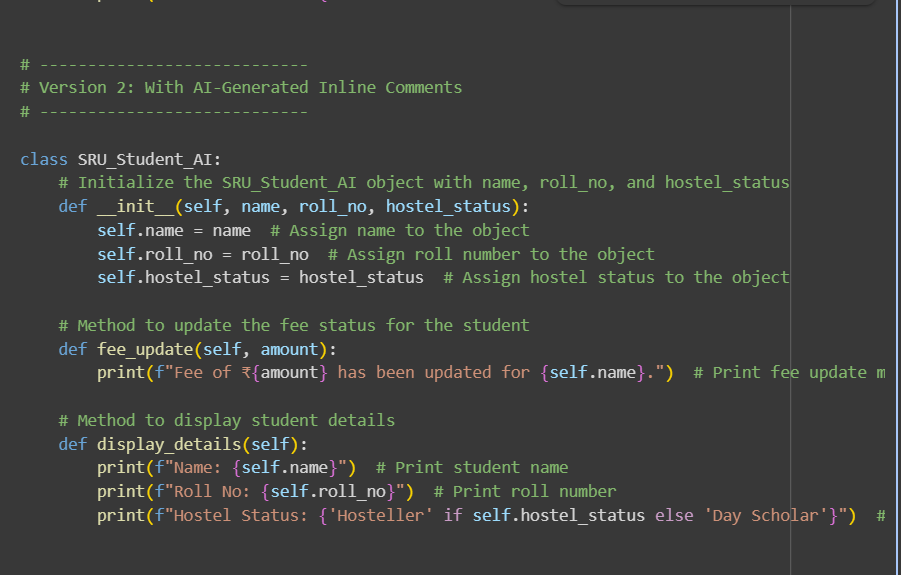 # ----------------------------
# Version 2: With AI-Generated Inline Comments
# ----------------------------
class SRU_Student_AI:
    # Initialize the SRU_Student_AI object with name, roll_no, and hostel_status
    def __init__(self, name, roll_no, hostel_status):
        self.name = name  # Assign name to the object
        self.roll_no = roll_no  # Assign roll number to the object
        self.hostel_status = hostel_status  # Assign hostel status to the object
    # Method to update the fee status for the student
    def fee_update(self, amount):
        print(f"Fee of ₹{amount} has been updated for {self.name}.")  # Print fee update m
    # Method to display student details
    def display_details(self):
        print(f"Name: {self.name}")  # Print student name
        print(f"Roll No: {self.roll_no}")  # Print roll number
        print(f"Hostel Status: {'Hosteller' if self.hostel_status else 'Day Scholar'}")  #